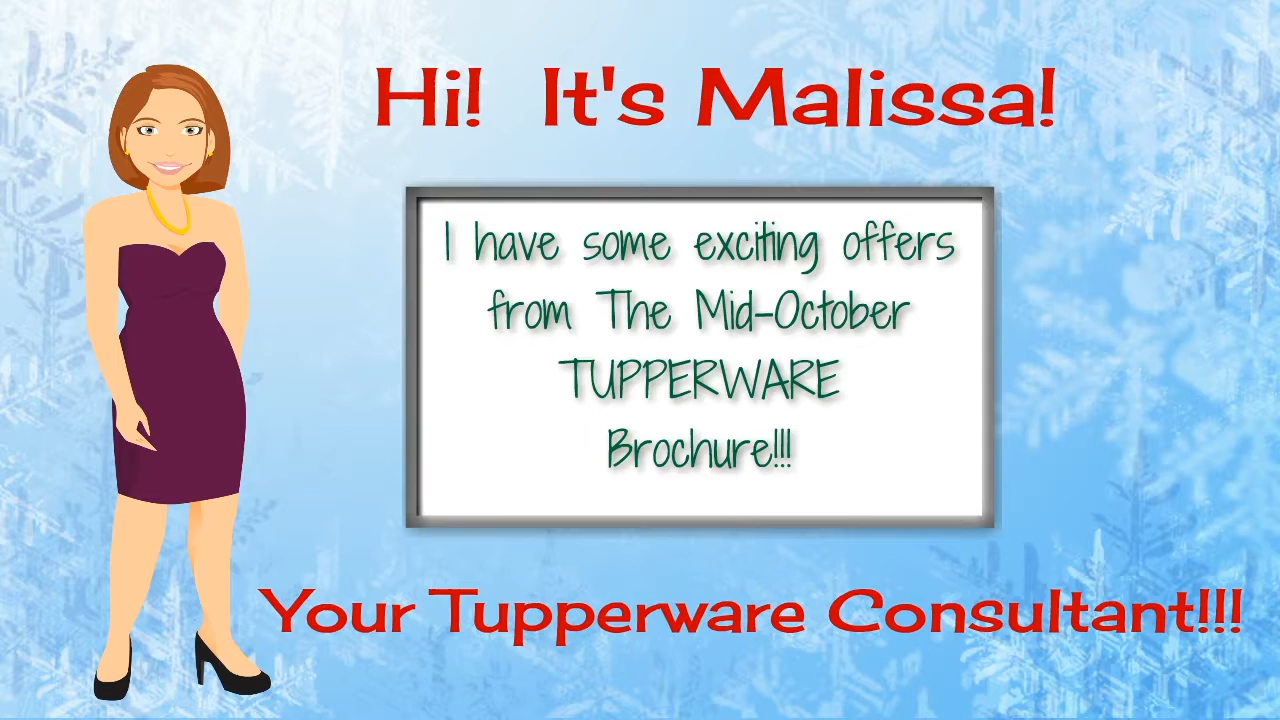 Hi! It's Malissa!
I have some exciting offers
from The Mid-October
TUPPERWARE
Brochure!!!
Your Tupperware Consultant!!!